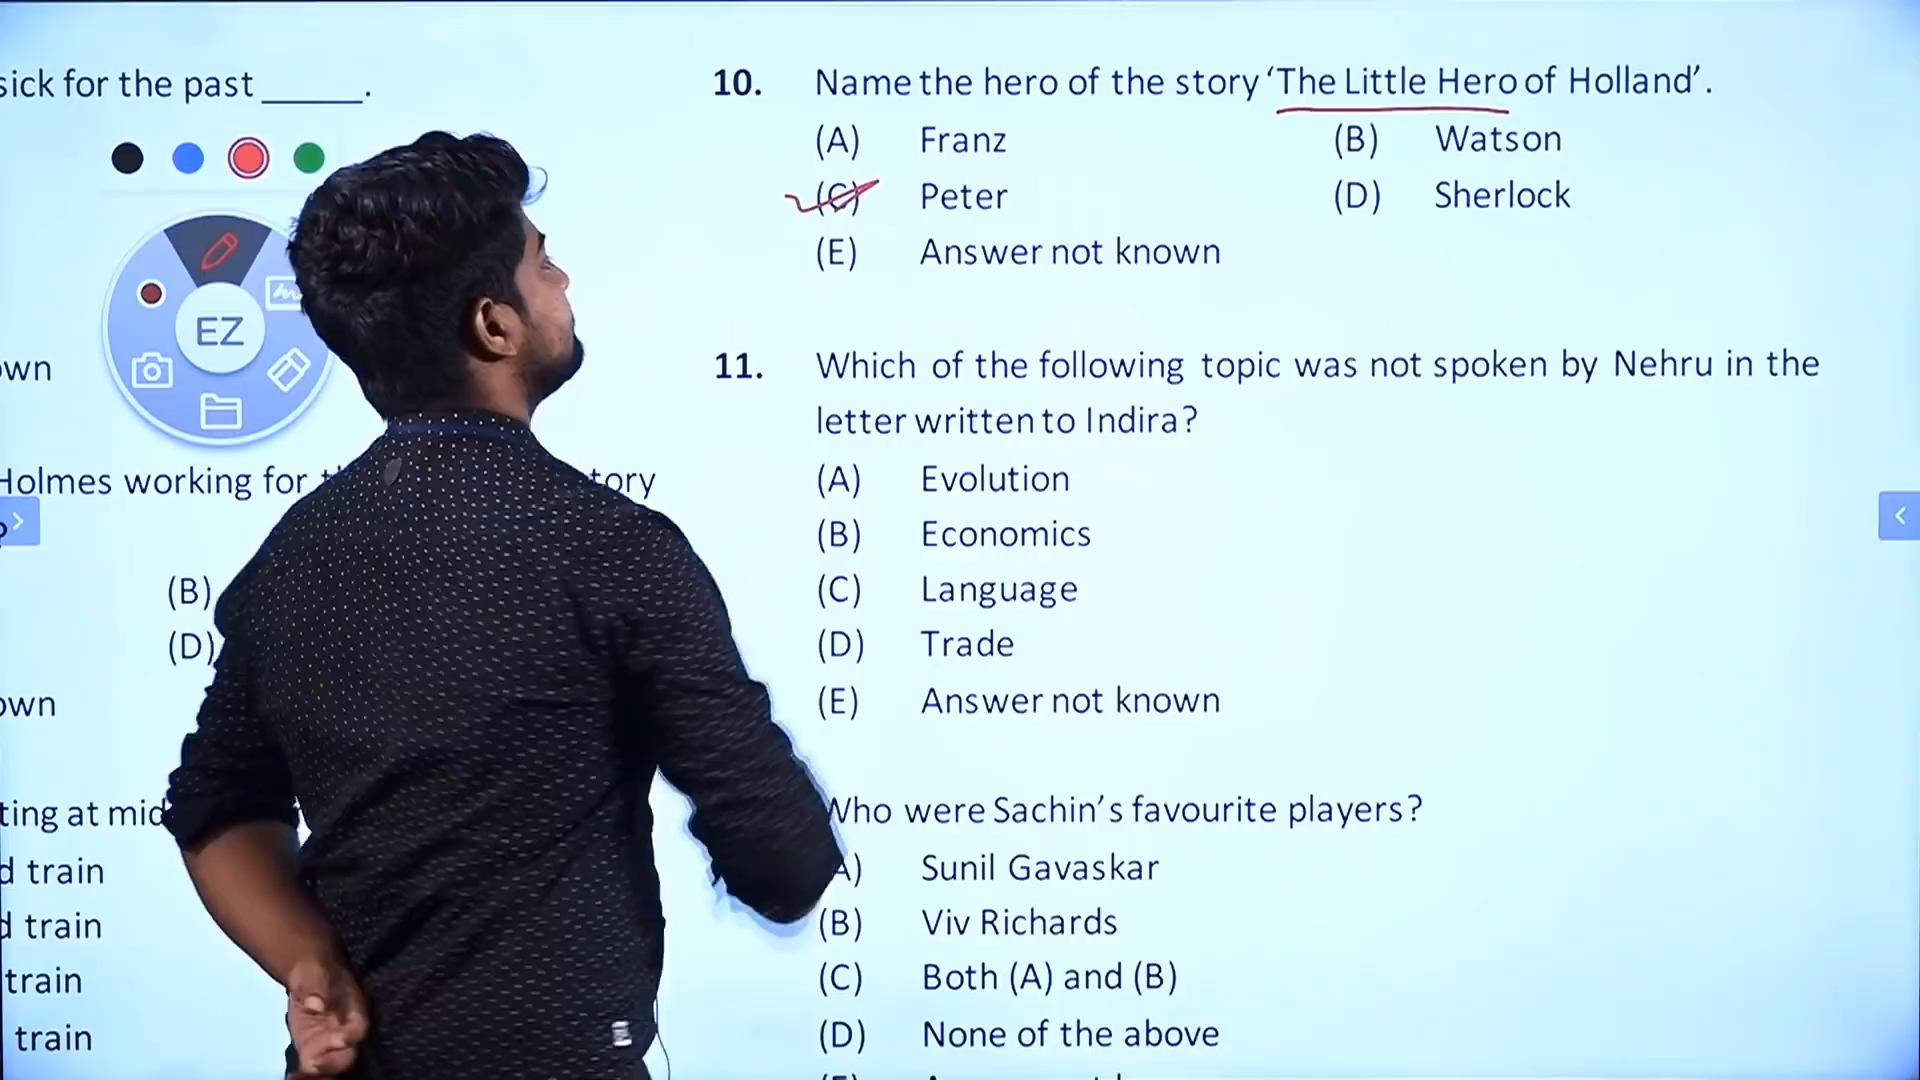 sick for the past _____.
EZ
own
Holmes working for
tory
(B)
(D)
own
ting at mid
d train
d train
train
train
10. Name the hero of the story ‘The Little Hero of Holland’.
(A) Franz (B) Watson
(C) Peter (D) Sherlock
(E) Answer not known
11. Which of the following topic was not spoken by Nehru in the
letter written to Indira?
(A) Evolution
(B) Economics
(C) Language
(D) Trade
(E) Answer not known
Who were Sachin’s favourite players?
A) Sunil Gavaskar
(B) Viv Richards
(C) Both (A) and (B)
(D) None of the above